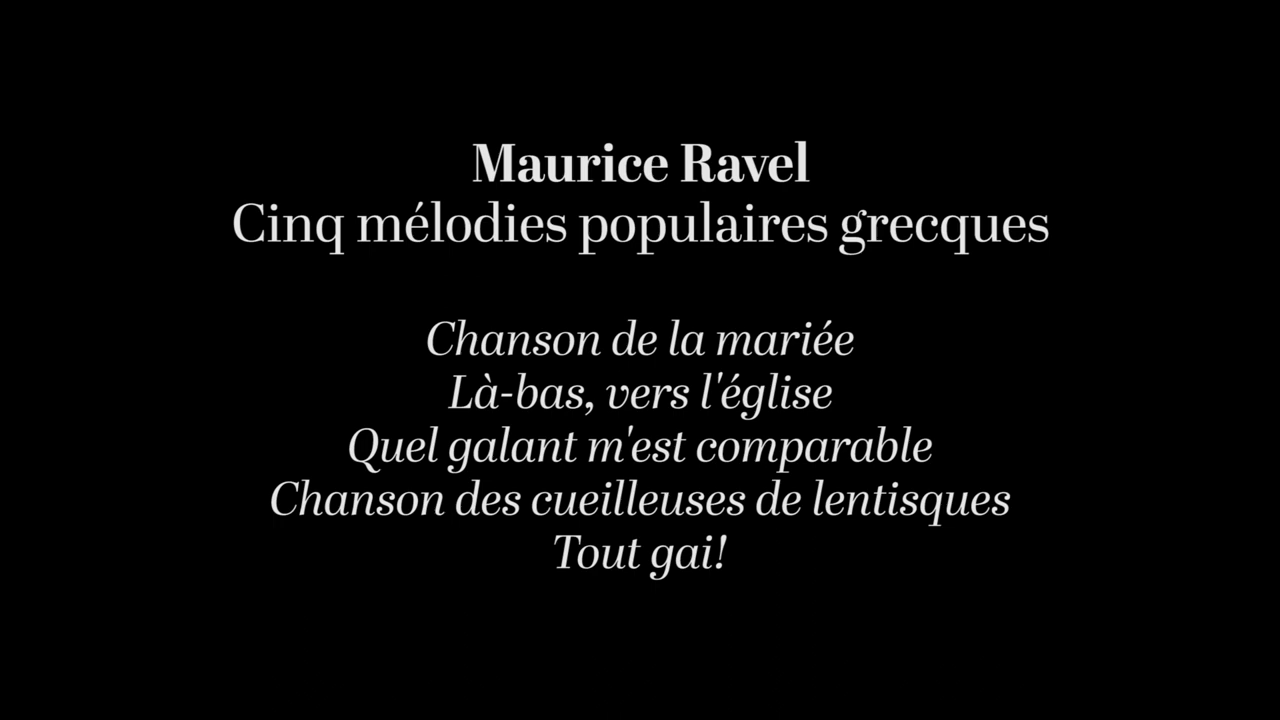 Maurice Ravel
Cinq mélodies populaires grecques
Chanson de la mariée
Là-bas, vers l'église
Quel galant m'est comparable
Chanson des cueilleuses de lentisques
Tout gai!